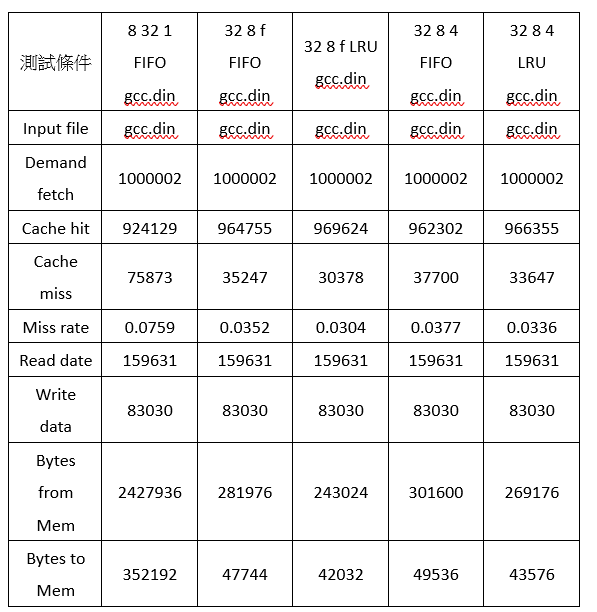 測試條件 8 32 1 FIFO gcc.din 32 8 f FIFO gcc.din 32 8 f LRU gcc.din 32 8 4 FIFO gcc.din 32 8 4 LRU gcc.din
Input file gcc.din gcc.din gcc.din gcc.din gcc.din
Demand fetch 1000002 1000002 1000002 1000002 1000002
Cache hit 924129 964755 969624 962302 966355
Cache miss 75873 35247 30378 37700 33647
Miss rate 0.0759 0.0352 0.0304 0.0377 0.0336
Read date 159631 159631 159631 159631 159631
Write data 83030 83030 83030 83030 83030
Bytes from Mem 2427936 281976 243024 301600 269176
Bytes to Mem 352192 47744 42032 49536 43576